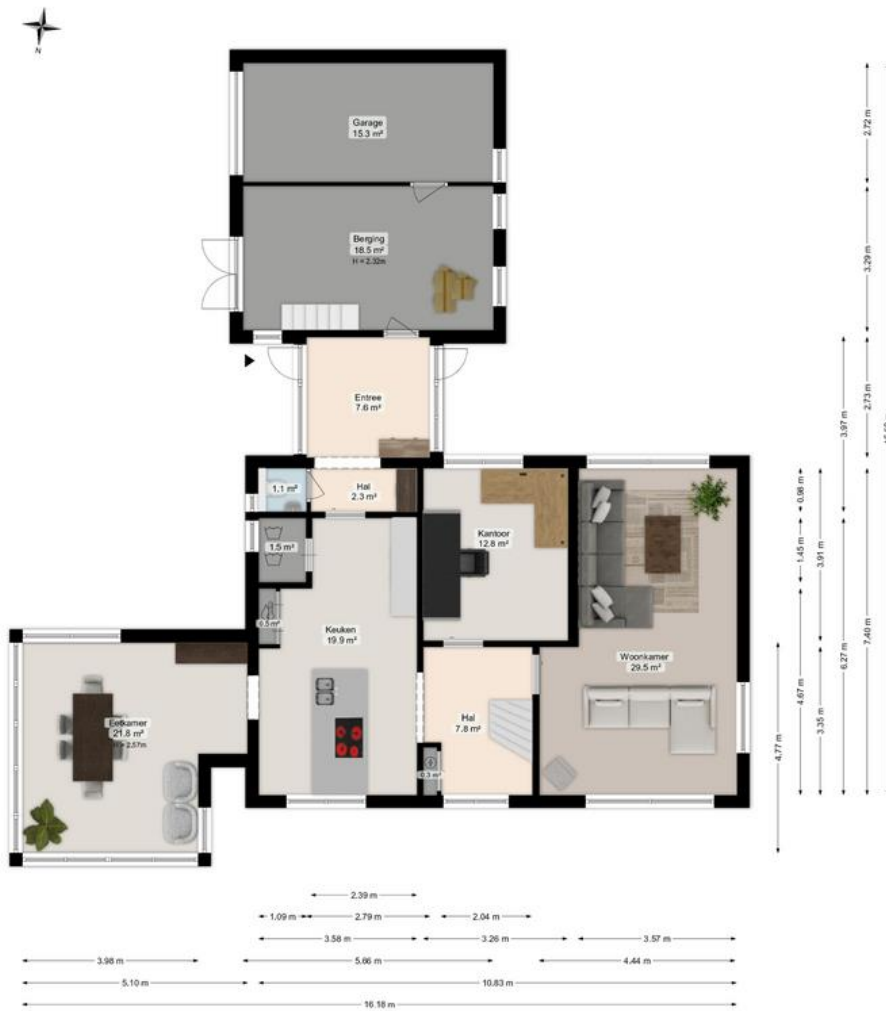 N
Garage
15.3 m²
Berging
18.5 m²
H = 2.32m
Entree
7.6 m²
1.1 m²
Hal
2.3 m²
Kantoor
12.8 m²
1.5 m²
0.5 m²
Keuken
19.9 m²
Woonkamer
29.5 m²
Eetkamer
21.8 m²
H = 2.57m
Hal
7.8 m²
0.3 m²
2.72 m
3.29 m
2.73 m
3.97 m
0.98 m
1.45 m
3.91 m
6.27 m
7.40 m
4.67 m
3.35 m
4.77 m
2.39 m
1.09 m
2.79 m
2.04 m
3.58 m
3.26 m
3.57 m
3.98 m
5.66 m
4.44 m
5.10 m
10.83 m
16.18 m